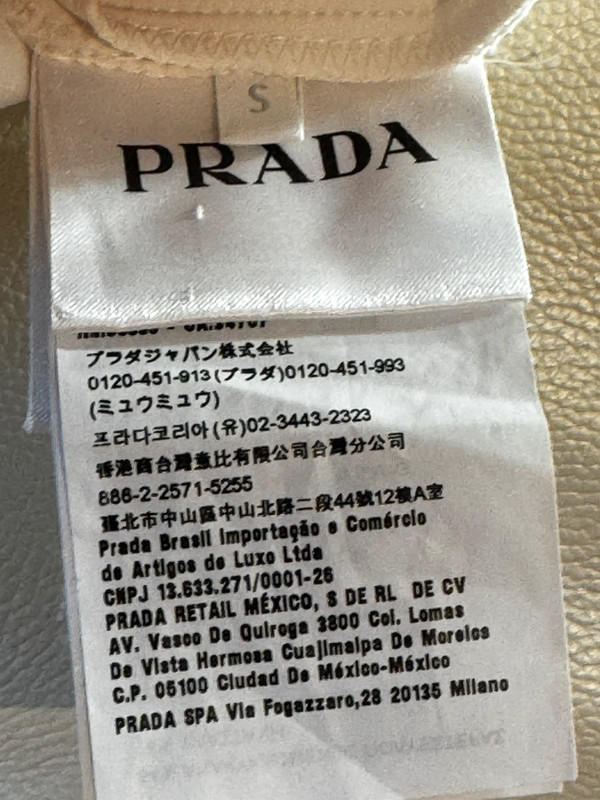 S
PRADA
プラダジャパン株式会社
0120-451-913(プラダ)0120-451-993
(ミュウミュウ)
프라다코리아(유)02-3443-2323
香港商台灣壹比有限公司台灣分公司
886-2-2571-5255
臺北市中山區中山北路二段44號12樓A室
Prada Brasil Importação e Comércio
de Artigos de Luxo Ltda
CNPJ 13.633.271/0001-26
PRADA RETAIL MÉXICO, S DE RL DE CV
AV. Vasco De Quiroga 3800 Col. Lomas
De Vista Hermosa Cuajimalpa De Morelos
C.P. 05100 Ciudad De México-México
PRADA SPA Via Fogazzaro,28 20135 Milano